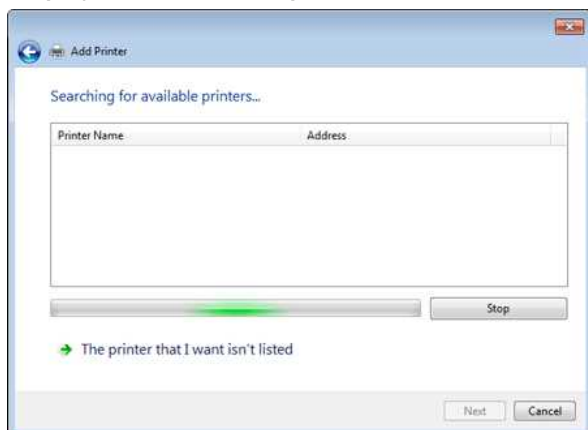 Add Printer
Searching for available printers...
Printer Name Address
Stop
The printer that I want isn't listed
Next Cancel